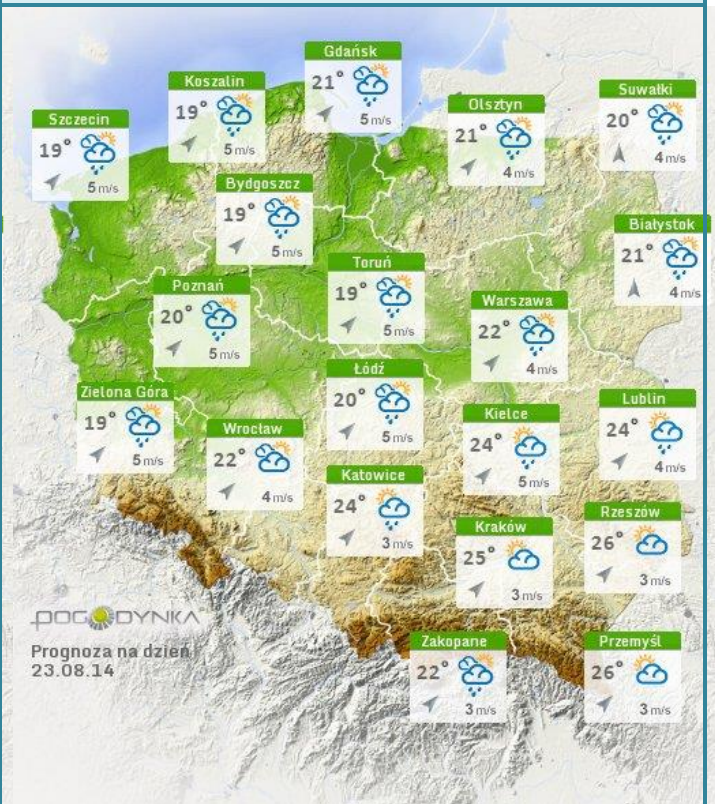 Gdańsk
21°
5 m/s
Koszalin
19°
5 m/s
Suwałki
20°
4 m/s
Olsztyn
21°
4 m/s
Szczecin
19°
5 m/s
Bydgoszcz
19°
5 m/s
Białystok
21°
4 m/s
Toruń
19°
5 m/s
Poznań
20°
5 m/s
Warszawa
22°
4 m/s
Łódź
20°
5 m/s
Zielona Góra
19°
5 m/s
Lublin
24°
4 m/s
Kielce
24°
5 m/s
Wrocław
22°
4 m/s
Katowice
24°
3 m/s
Rzeszów
26°
3 m/s
Kraków
25°
3 m/s
POGODYNKA
Prognoza na dzień
23.08.14
Zakopane
22°
3 m/s
Przemyśl
26°
3 m/s